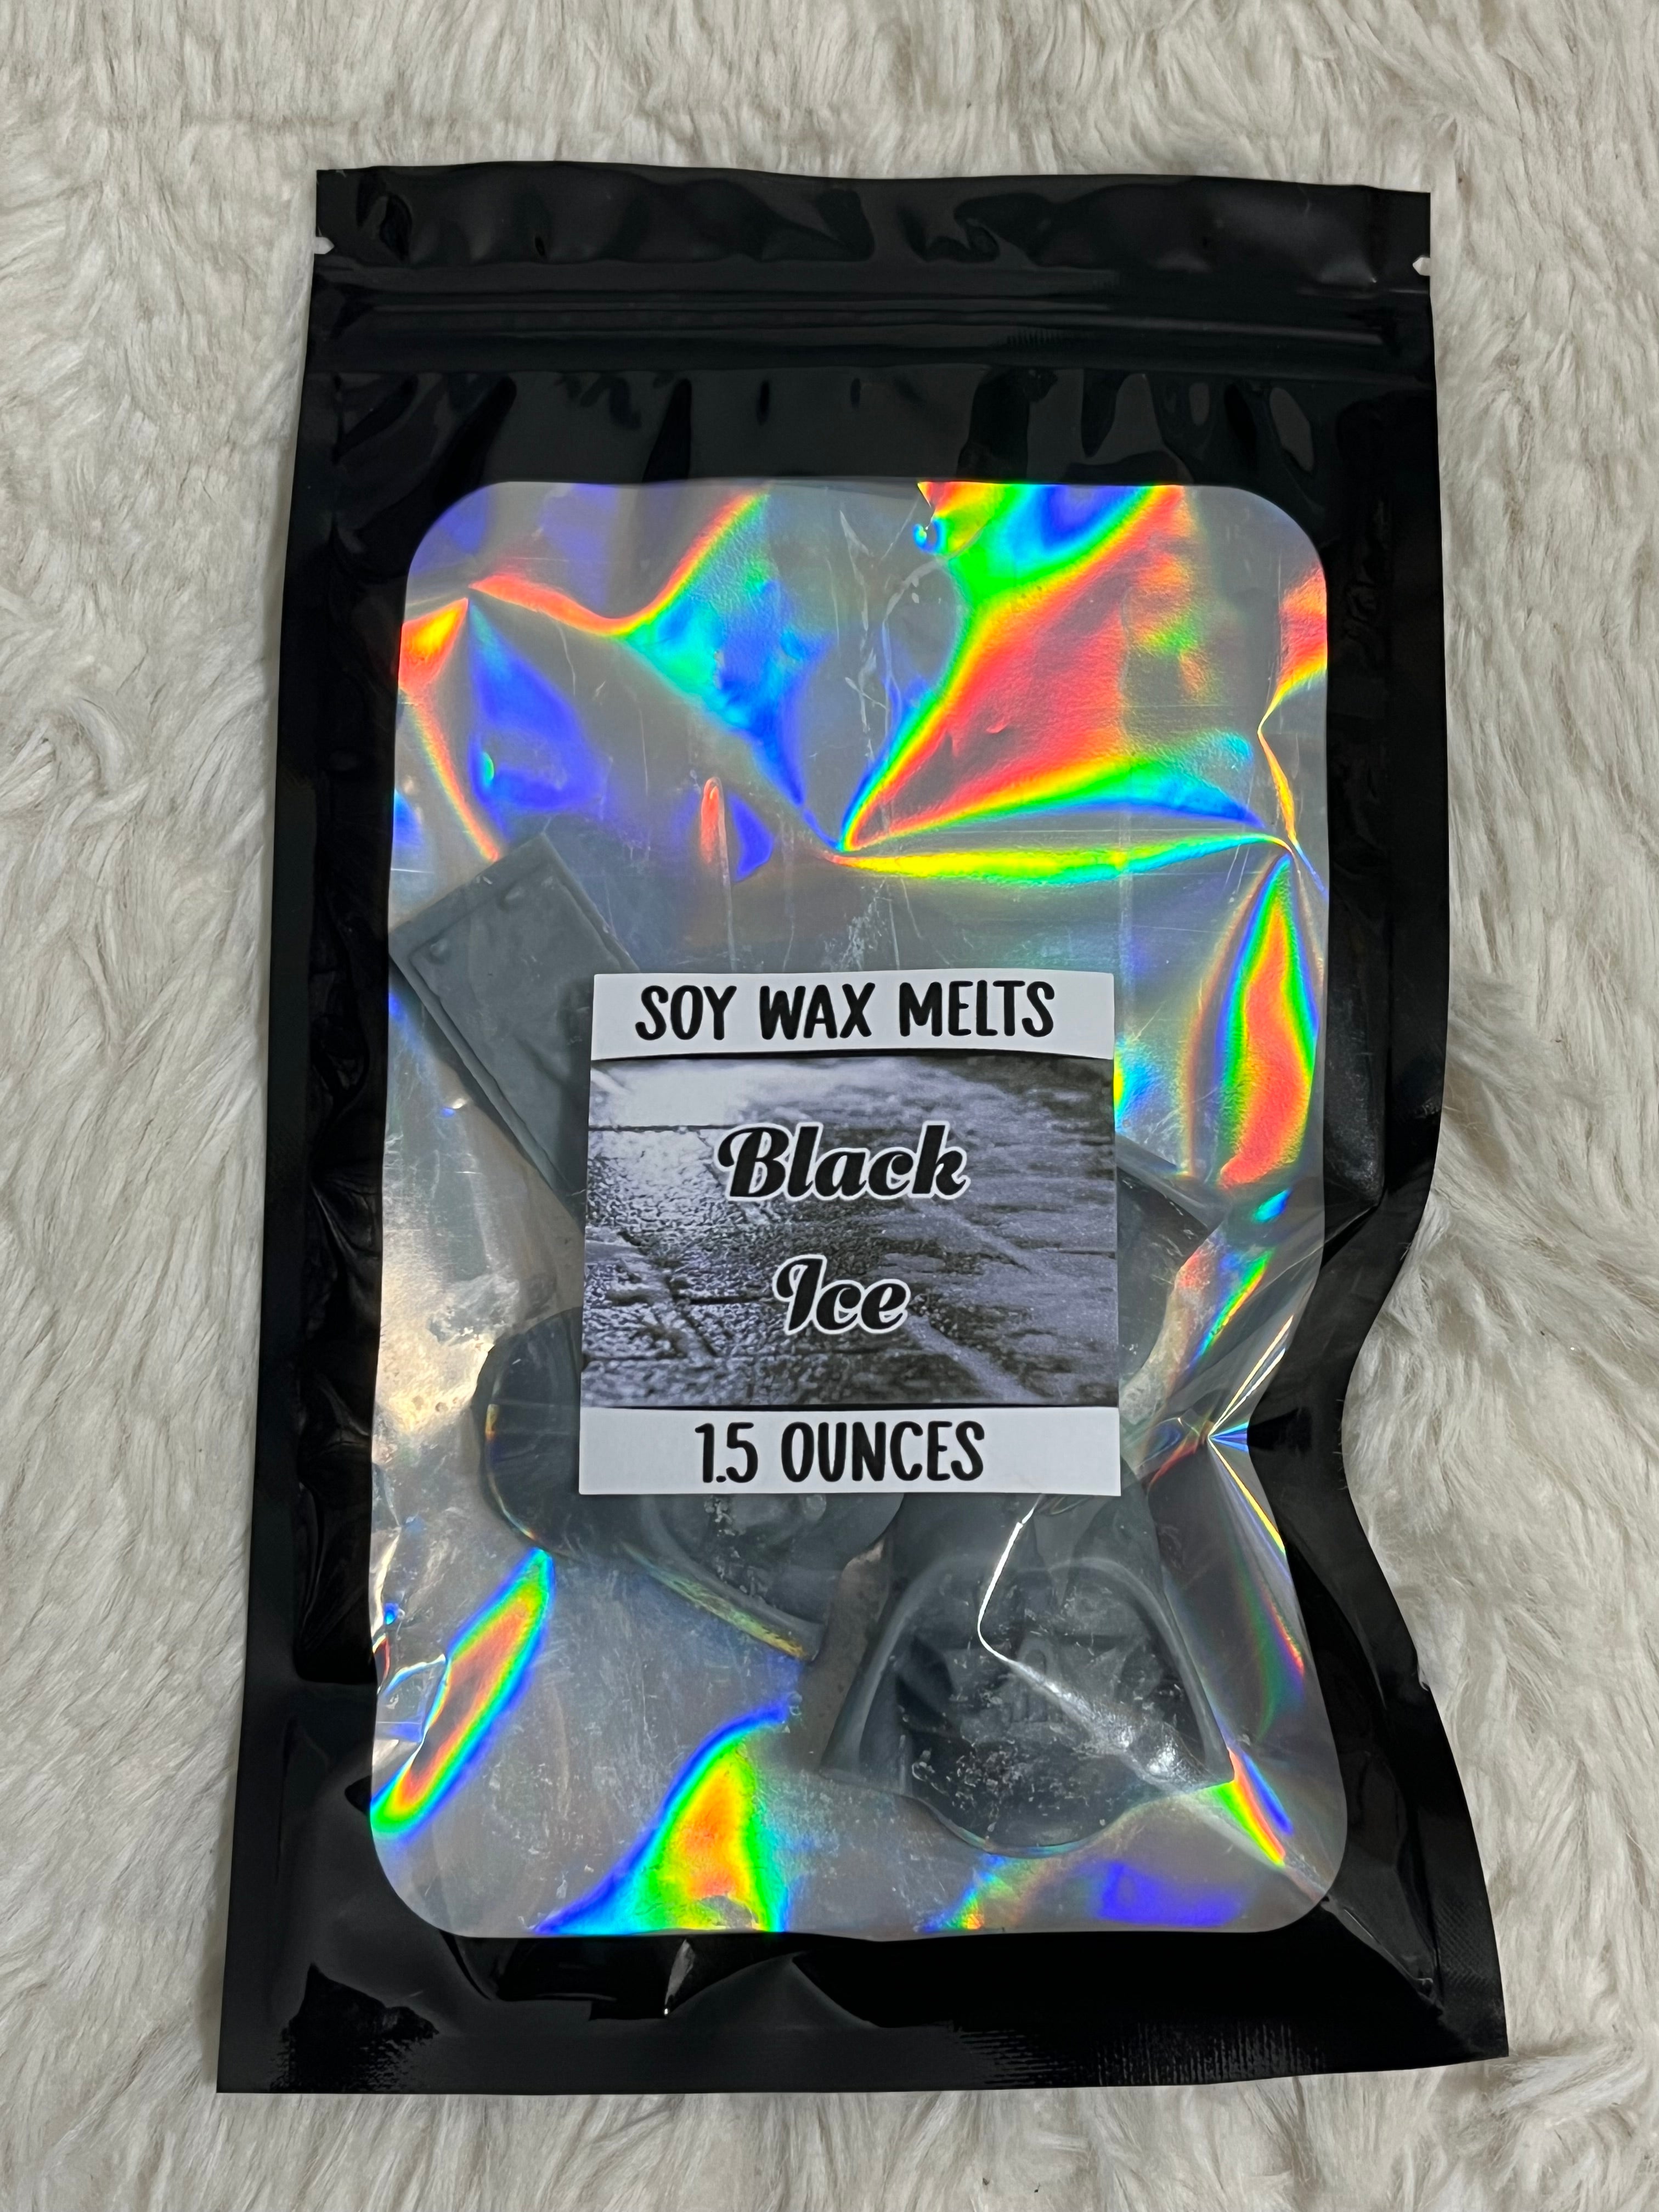 SOY WAX MELTS
Black
Ice
1.5 OUNCES